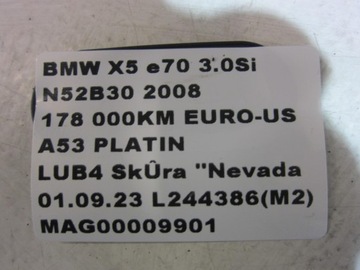 BMW X5 e70 3.0Si
N52B30 2008
178 000KM EURO-US
A53 PLATIN
LUB4 SkÛra "Nevada
01.09.23 L244386(M2)
MAG00009901